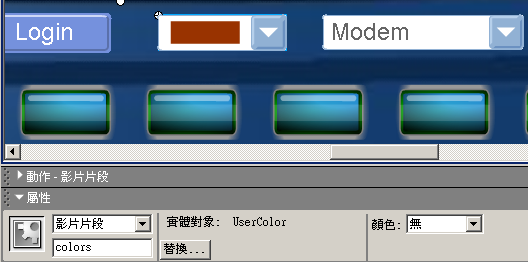 Login
Modem
動作 - 影片片段
屬性
影片片段
實體對象: UserColor
顏色: 無
colors
替換...